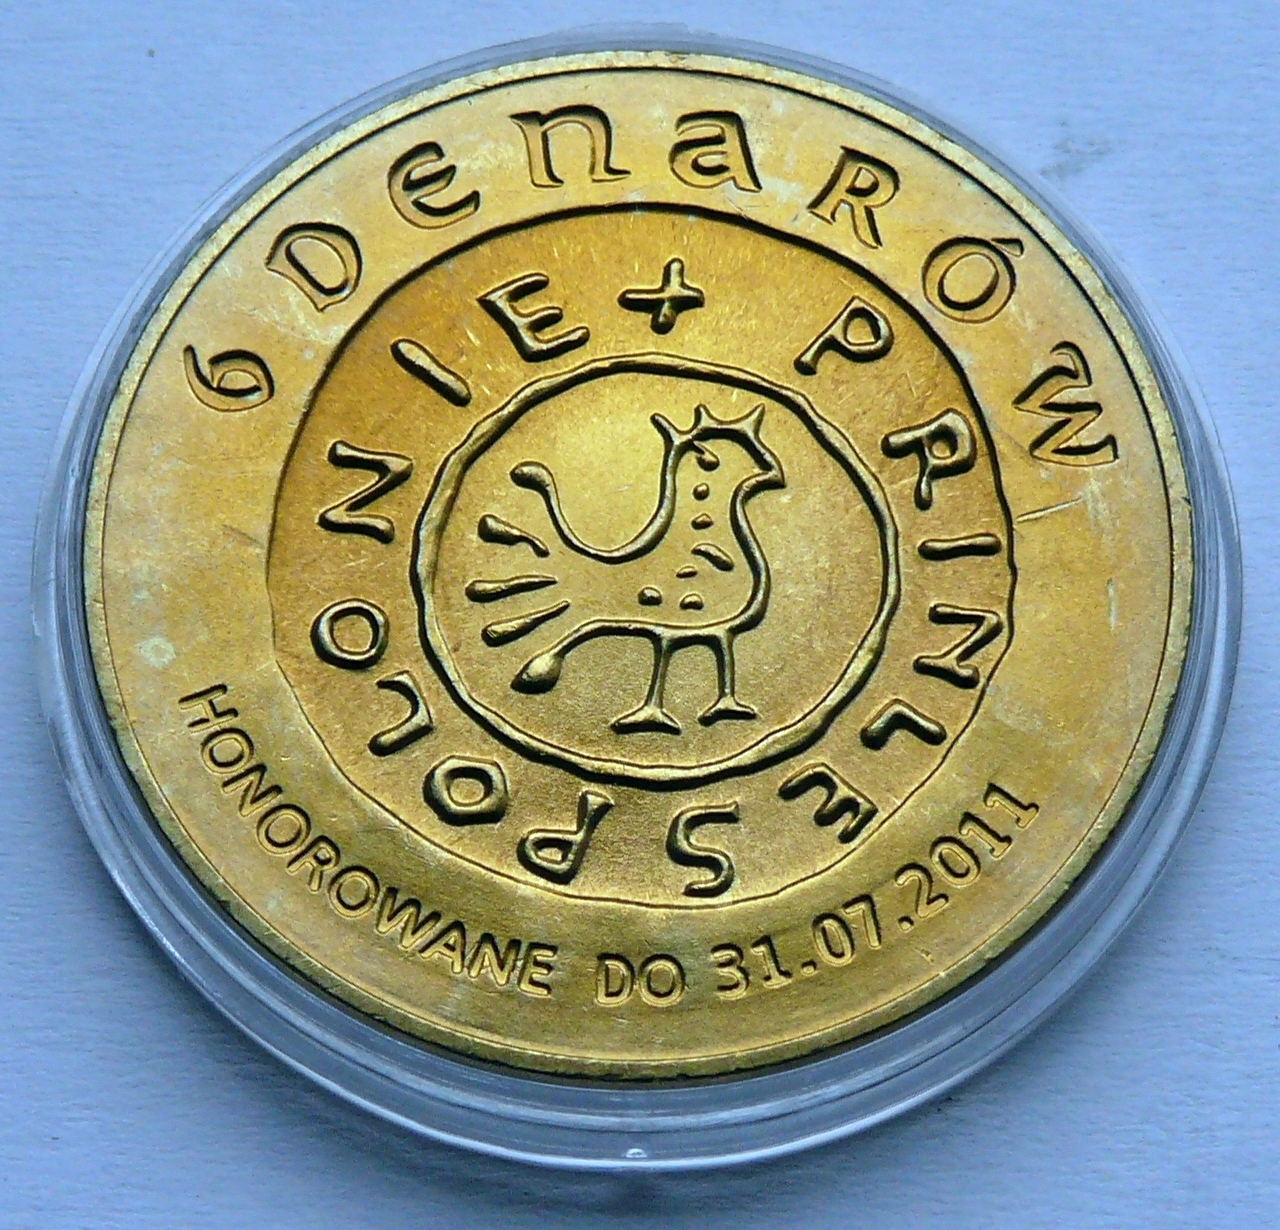 6 DenaRÓW
+ PRINLES POLONIE
HONOROWANE DO 31.07.2011